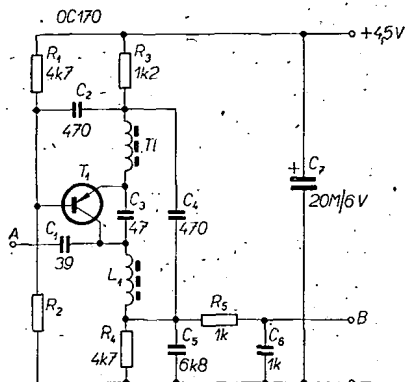 OC170
+4,5V
R1
4k7
R3
1k2
C2
470
Tl
T1
C3
47
C4
470
C7
+
20M/6V
A
C1
39
L1
R2
R4
4k7
C5
6k8
R5
1k
C6
1k
B